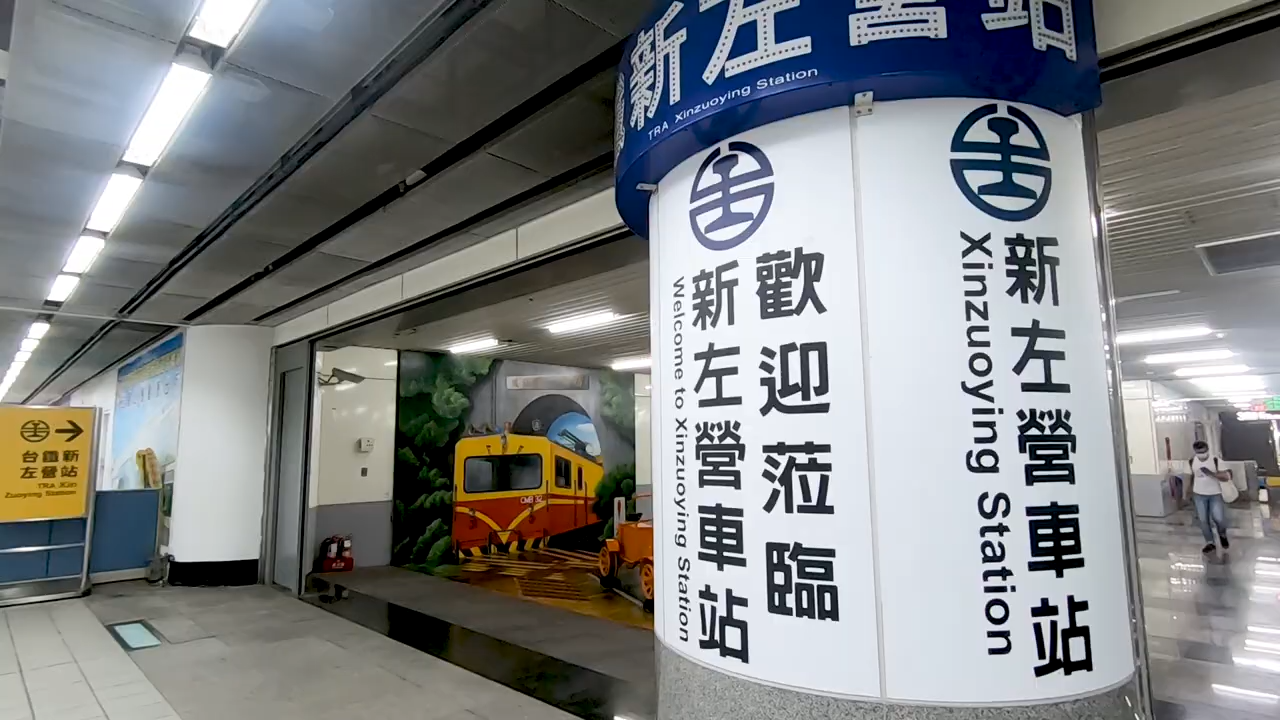 新左營站
TRA Xinzuoying Station
歡迎蒞臨
新左營車站
Welcome to Xinzuoying Station
新左營車站
Xinzuoying Station
台鐵新
左營站
TRA Xin
Zuoying Station
CMB 32